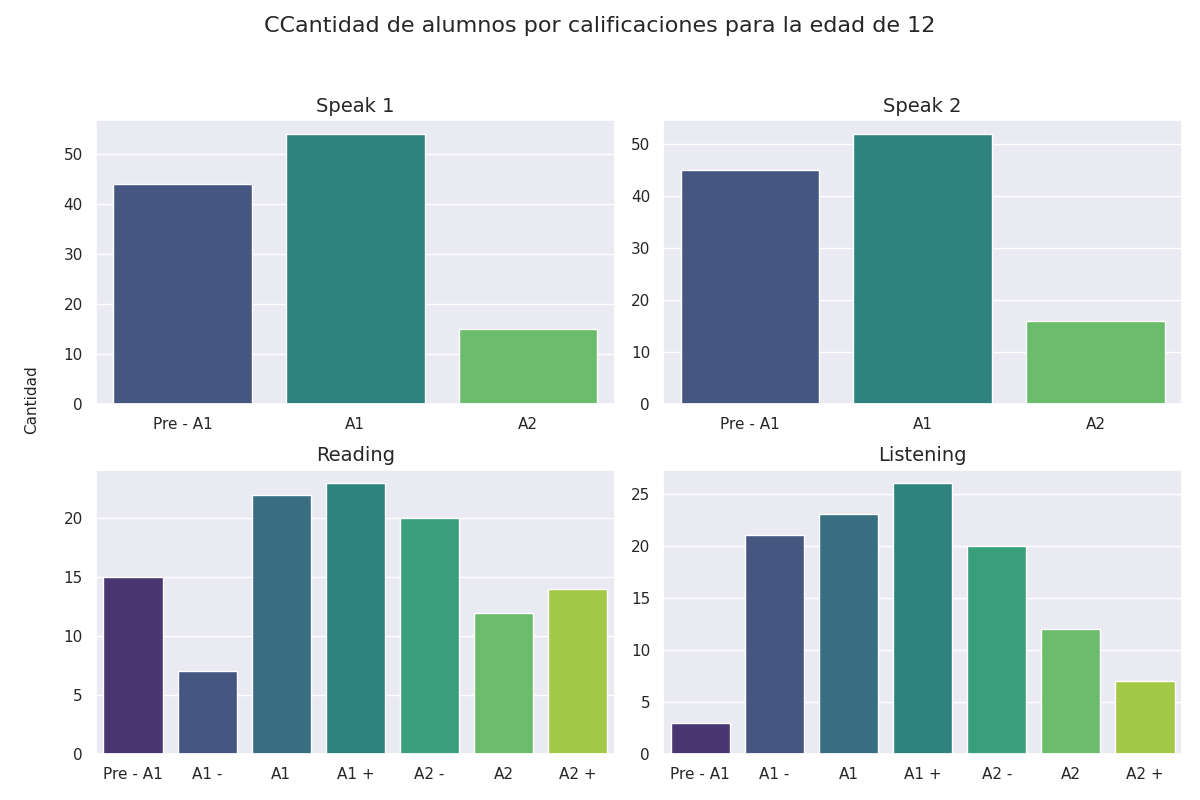 CCantidad de alumnos por calificaciones para la edad de 12
Speak 1
50
40
30
20
10
0
Pre - A1 A1 A2
Speak 2
50
40
30
20
10
0
Pre - A1 A1 A2
Cantidad
Reading
20
15
10
5
0
Pre - A1 A1 - A1 A1 + A2 - A2 A2 +
Listening
25
20
15
10
5
0
Pre - A1 A1 - A1 A1 + A2 - A2 A2 +